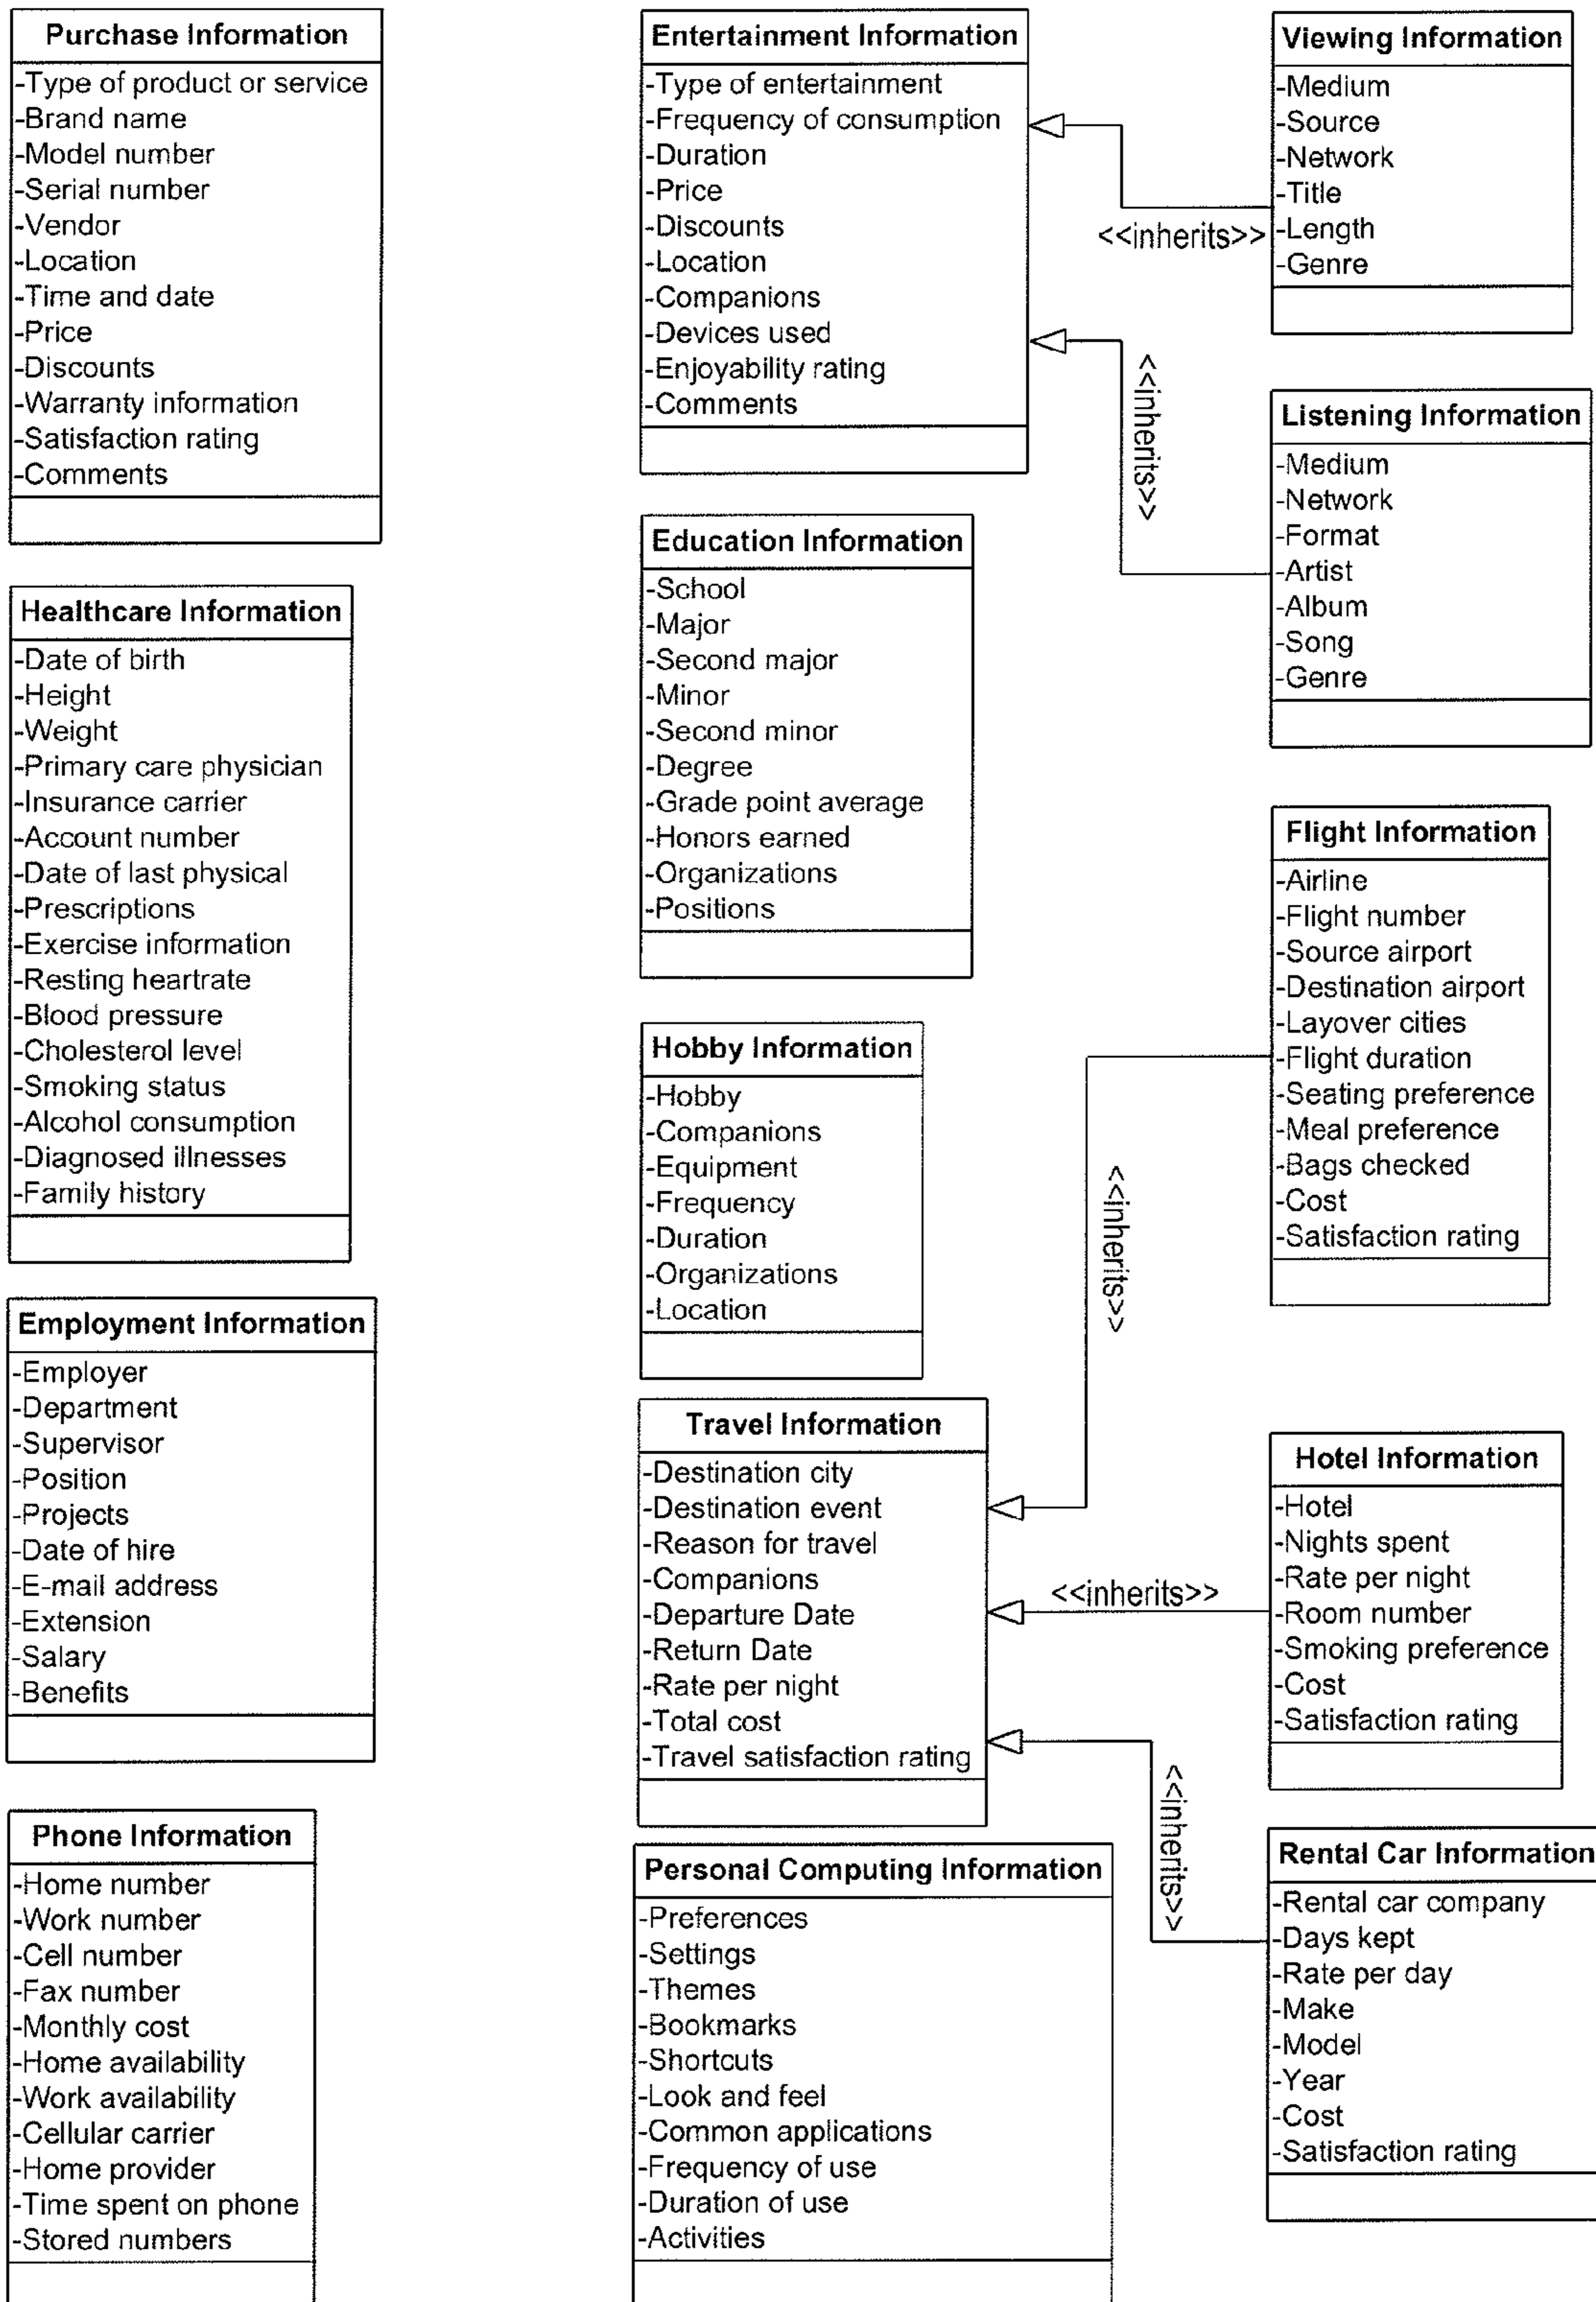 Purchase Information
-Type of product or service
-Brand name
-Model number
-Serial number
-Vendor
-Location
-Time and date
-Price
-Discounts
-Warranty information
-Satisfaction rating
-Comments
Healthcare Information
-Date of birth
-Height
-Weight
-Primary care physician
-Insurance carrier
-Account number
-Date of last physical
-Prescriptions
-Exercise information
-Resting heartrate
-Blood pressure
-Cholesterol level
-Smoking status
-Alcohol consumption
-Diagnosed illnesses
-Family history
Employment Information
-Employer
-Department
-Supervisor
-Position
-Projects
-Date of hire
-E-mail address
-Extension
-Salary
-Benefits
Phone Information
-Home number
-Work number
-Cell number
-Fax number
-Monthly cost
-Home availability
-Work availability
-Cellular carrier
-Home provider
-Time spent on phone
-Stored numbers
Entertainment Information
-Type of entertainment
-Frequency of consumption
-Duration
-Price
-Discounts
-Location
-Companions
-Devices used
-Enjoyability rating
-Comments
Education Information
-School
-Major
-Second major
-Minor
-Second minor
-Degree
-Grade point average
-Honors earned
-Organizations
-Positions
Hobby Information
-Hobby
-Companions
-Equipment
-Frequency
-Duration
-Organizations
-Location
Travel Information
-Destination city
-Destination event
-Reason for travel
-Companions
-Departure Date
-Return Date
-Rate per night
-Total cost
-Travel satisfaction rating
Personal Computing Information
-Preferences
-Settings
-Themes
-Bookmarks
-Shortcuts
-Look and feel
-Common applications
-Frequency of use
-Duration of use
-Activities
<<inherits>>
<<inherits>>
<<inherits>>
<<inherits>>
<<inherits>>
Viewing Information
-Medium
-Source
-Network
-Title
-Length
-Genre
Listening Information
-Medium
-Network
-Format
-Artist
-Album
-Song
-Genre
Flight Information
-Airline
-Flight number
-Source airport
-Destination airport
-Layover cities
-Flight duration
-Seating preference
-Meal preference
-Bags checked
-Cost
-Satisfaction rating
Hotel Information
-Hotel
-Nights spent
-Rate per night
-Room number
-Smoking preference
-Cost
-Satisfaction rating
Rental Car Information
-Rental car company
-Days kept
-Rate per day
-Make
-Model
-Year
-Cost
-Satisfaction rating